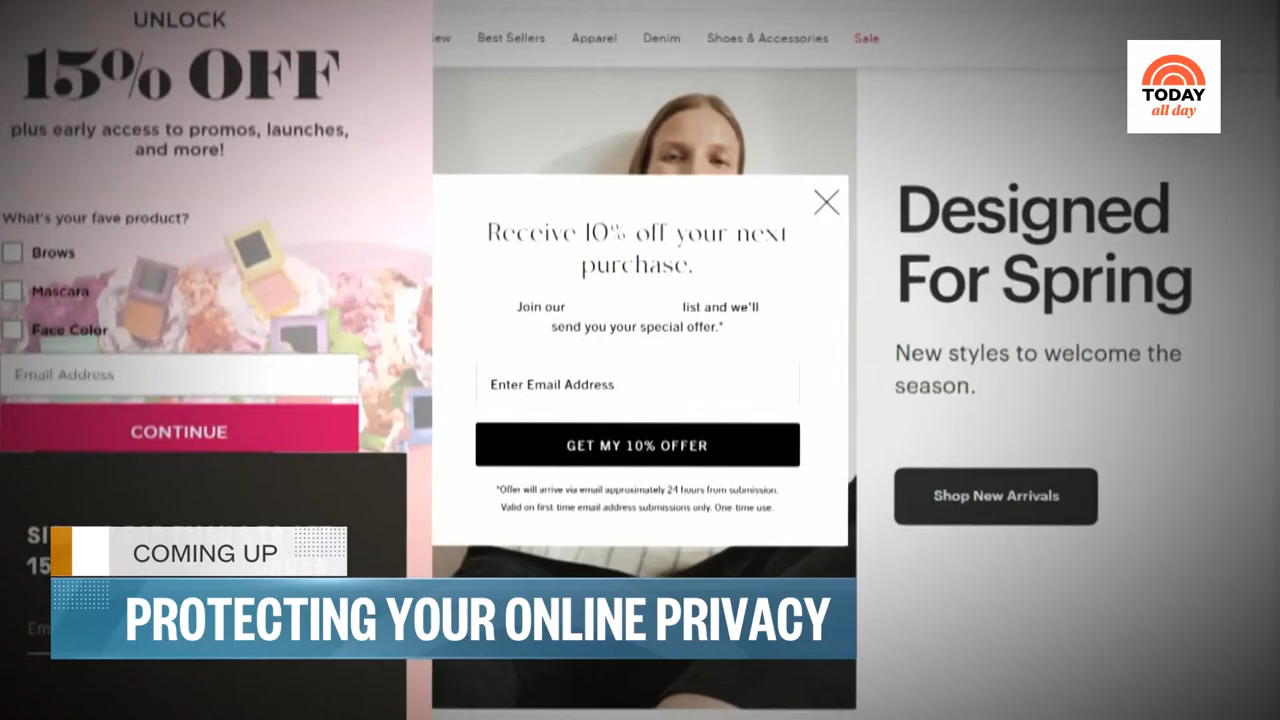 UNLOCK
15% OFF
plus early access to promos, launches,
and more!
What's your fave product?
Brows
Mascara
Face Color
Email Address
CONTINUE
Best Sellers Apparel Denim Shoes & Accessories Sale
Receive 10% off your next
purchase.
Join our list and we'll
send you your special offer.*
Enter Email Address
GET MY 10% OFFER
*Offer will arrive via email approximately 24 hours from submission.
Valid on first time email address submissions only. One time use.
TODAY
all day
Designed
For Spring
New styles to welcome the
season.
Shop New Arrivals
COMING UP
PROTECTING YOUR ONLINE PRIVACY